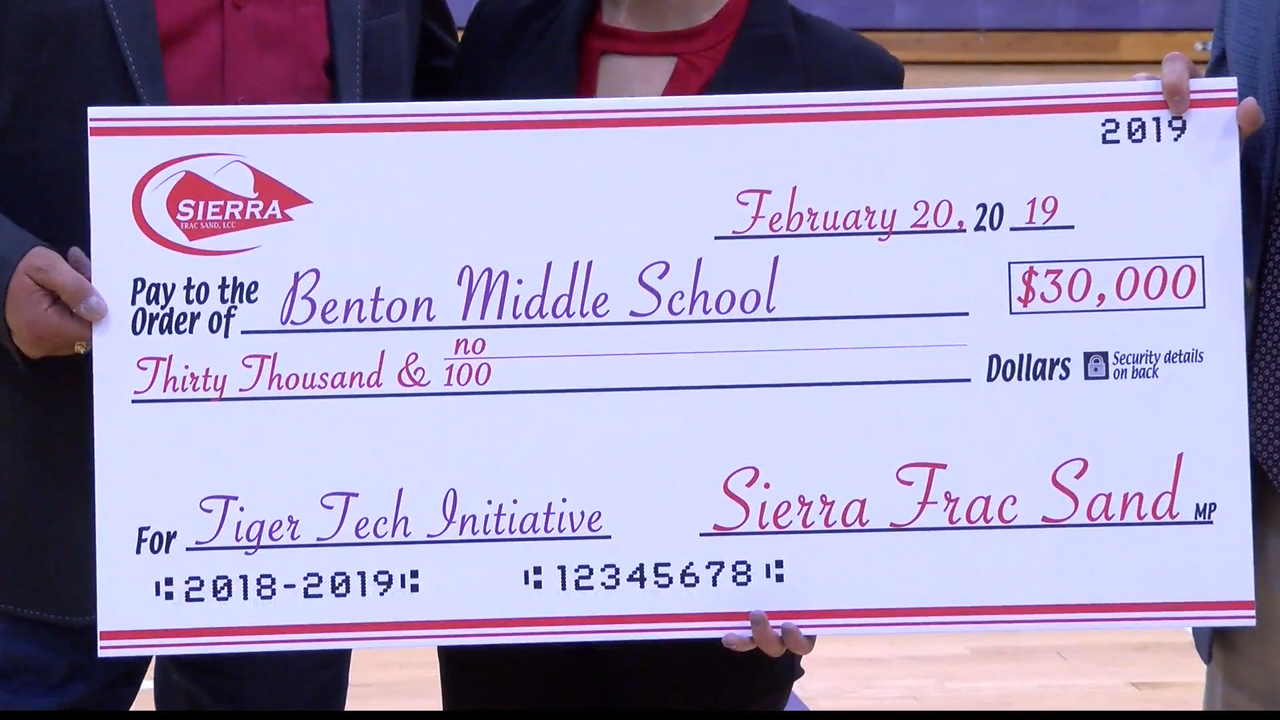 2019
SIERRA
FRAC SAND, LCC
February 20, 20 19
Pay to the
Order of Benton Middle School
$30,000
Thirty Thousand & no
100
Dollars
Security details
on back
For Tiger Tech Initiative
Sierra Frac Sand MP
⑆2018-2019⑆ ⑆12345678⑆